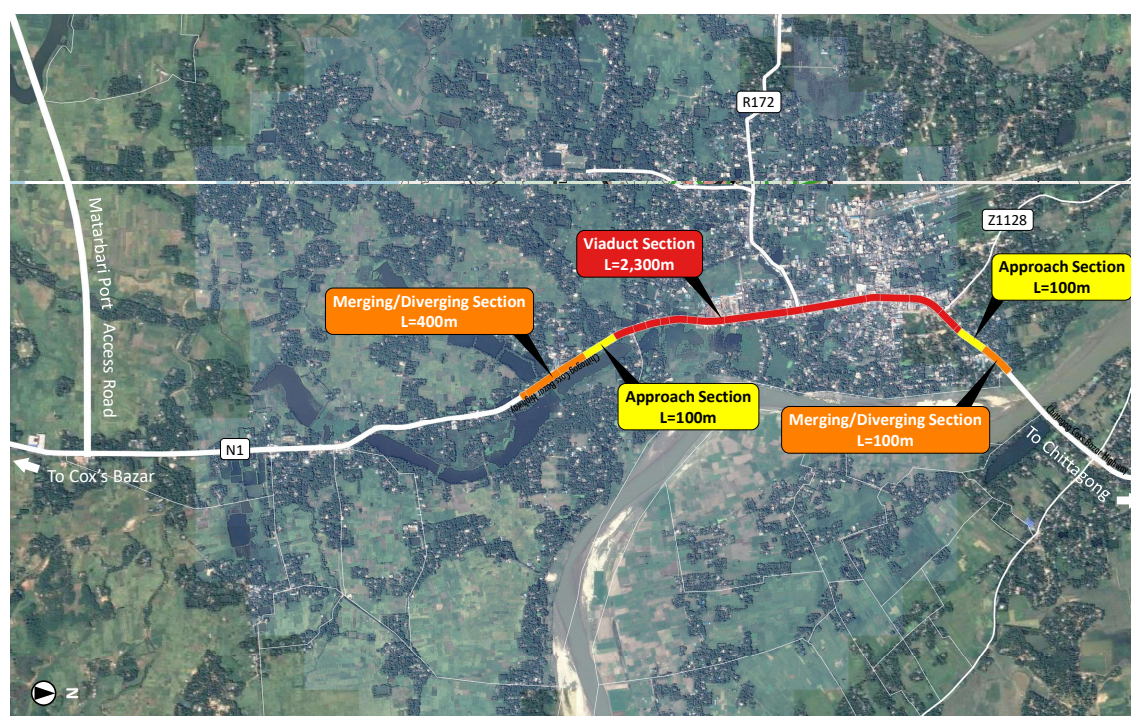 R172
Z1128
Matarbari Port Access Road
Viaduct Section
L=2,300m
Approach Section
L=100m
Merging/Diverging Section
L=400m
Approach Section
L=100m
Merging/Diverging Section
L=100m
N1
To Cox's Bazar
To Chittagong
N